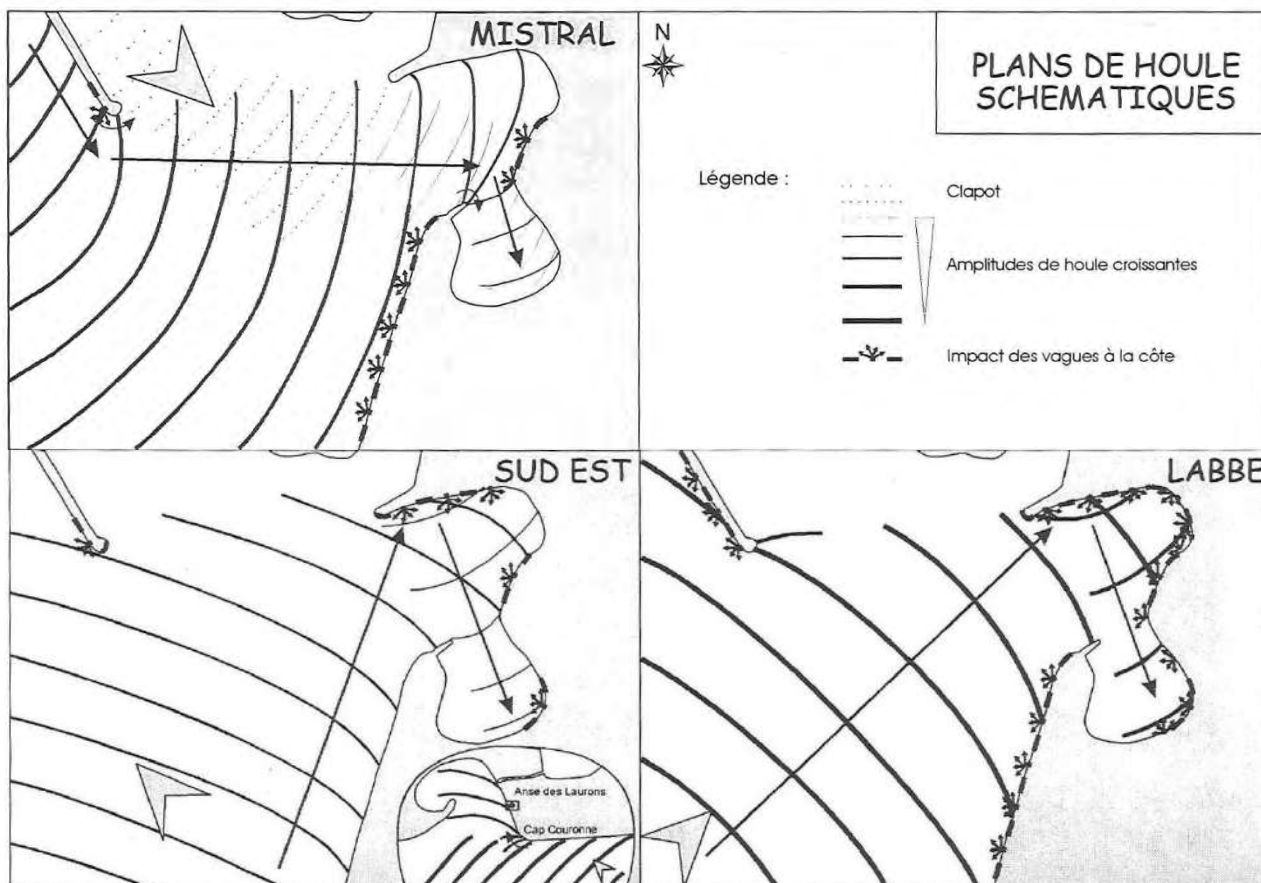 MISTRAL
N
PLANS DE HOULE
SCHEMATIQUES
Légende :
Clapot
Amplitudes de houle croissantes
Impact des vagues à la côte
SUD EST
Anse des Laurons
Cap Couronne
LABBE